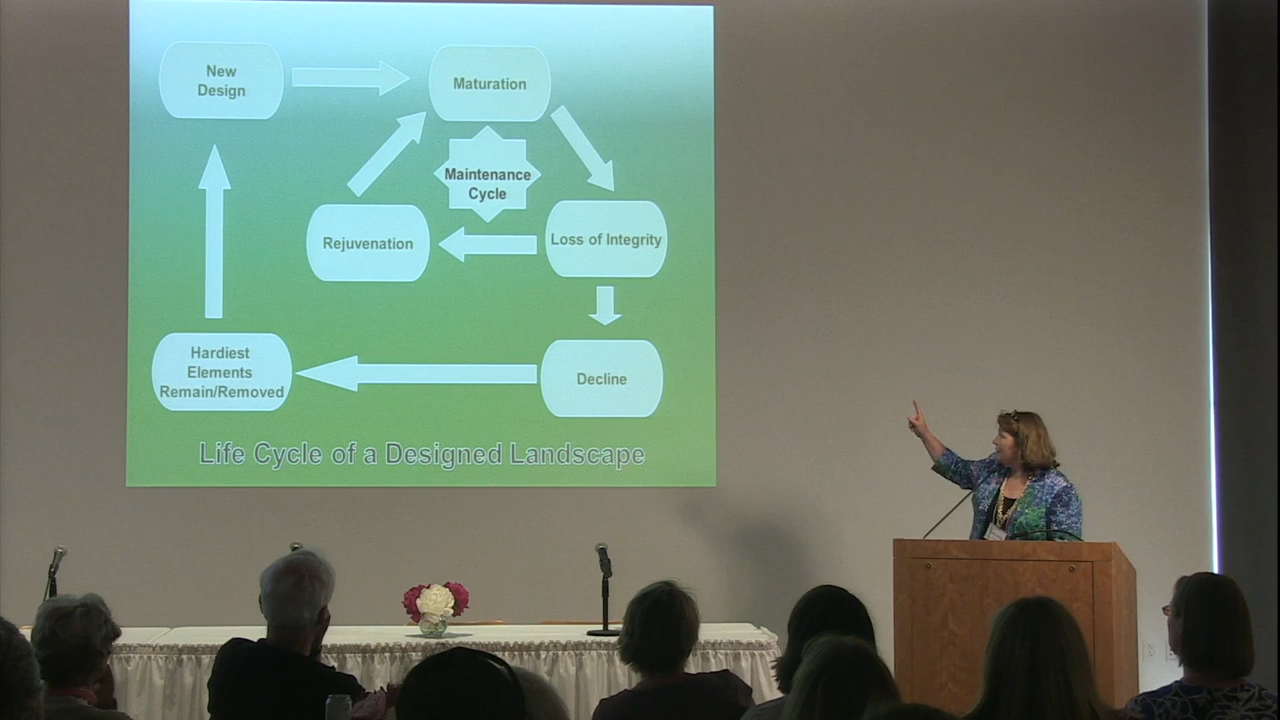 New
Design
Maturation
Maintenance
Cycle
Rejuvenation
Loss of Integrity
Hardiest
Elements
Remain/Removed
Decline
Life Cycle of a Designed Landscape